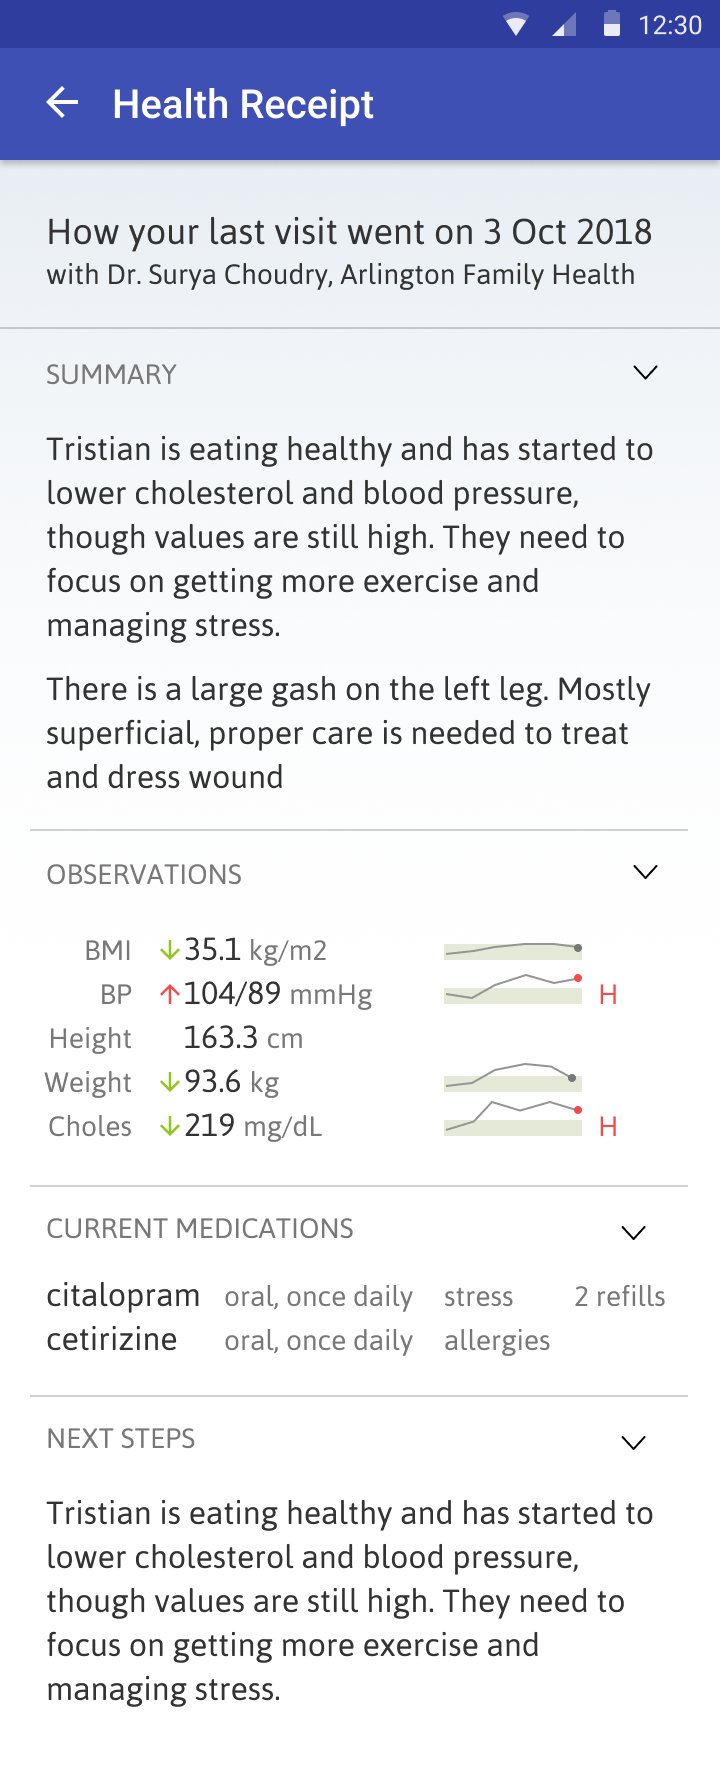 12:30
Health Receipt
How your last visit went on 3 Oct 2018
with Dr. Surya Choudry, Arlington Family Health
SUMMARY
Tristian is eating healthy and has started to
lower cholesterol and blood pressure,
though values are still high. They need to
focus on getting more exercise and
managing stress.
There is a large gash on the left leg. Mostly
superficial, proper care is needed to treat
and dress wound
OBSERVATIONS
BMI ↓35.1 kg/m2
BP ↑104/89 mmHg H
Height 163.3 cm
Weight ↓93.6 kg
Choles ↓219 mg/dL H
CURRENT MEDICATIONS
citalopram oral, once daily stress 2 refills
cetirizine oral, once daily allergies
NEXT STEPS
Tristian is eating healthy and has started to
lower cholesterol and blood pressure,
though values are still high. They need to
focus on getting more exercise and
managing stress.